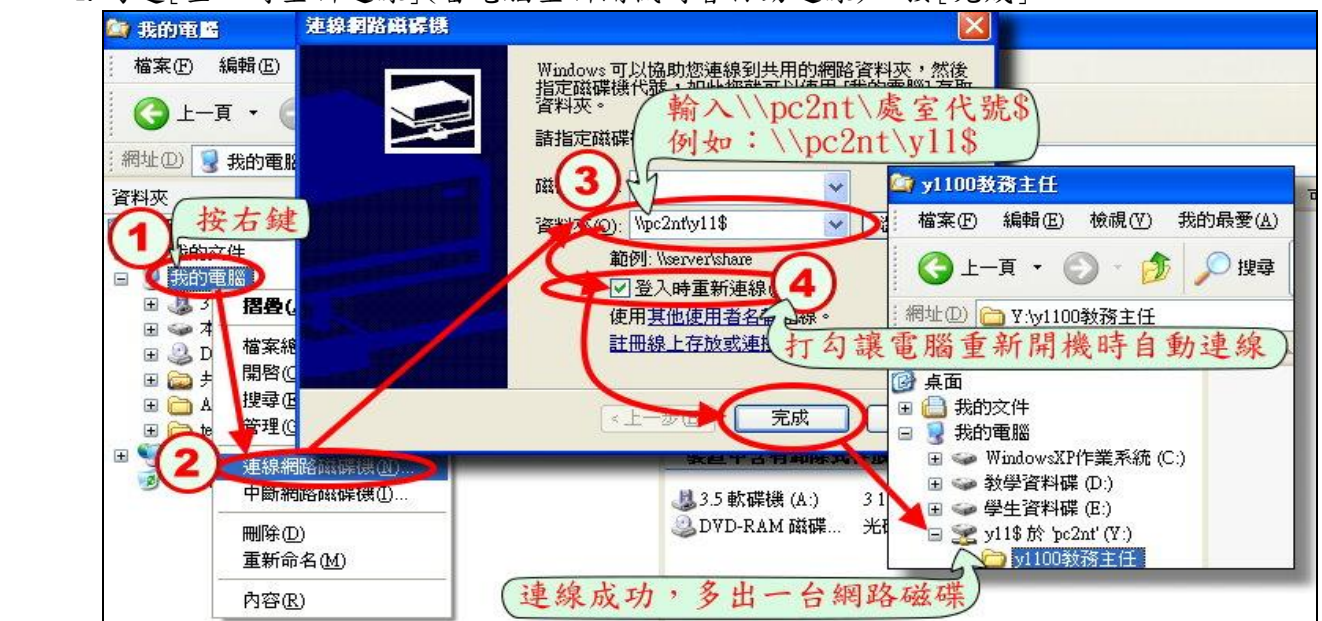 我的電腦
連線網路磁碟機
檔案(F) 編輯(E)
Windows 可以協助您連線到共用的網路資料夾，然後
資料夾。
輸入\\pc2nt\處室代號$
例如：\\pc2nt\y11$
上一頁
請指定磁碟
網址(D) 我的電腦
3
y1100教務主任
資料夾
資料夾(O): \\pc2nt\y11$
檔案(F) 編輯(E) 檢視(V) 我的最愛(A)
1
按右鍵
我的文件
範例: \\server\share
上一頁 搜尋
我的電腦
登入時重新連線
4
網址(D) Y:\y1100教務主任
使用其他使用者名稱
打勾讓電腦重新開機時自動連線
註冊線上存放或連
桌面
我的文件
我的電腦
WindowsXP作業系統 (C:)
教學資料碟 (D:)
學生資料碟 (E:)
y11$ 於 'pc2nt' (Y:)
y1100教務主任
摺疊
開啓
搜尋(E)
管理(G)
2
連線網路磁碟機(N)...
中斷網路磁碟機(I)...
刪除(D)
重新命名(M)
內容(R)
<上一步
完成
3.5 軟碟機 (A:)
DVD-RAM 磁碟...
連線成功，多出一台網路磁碟